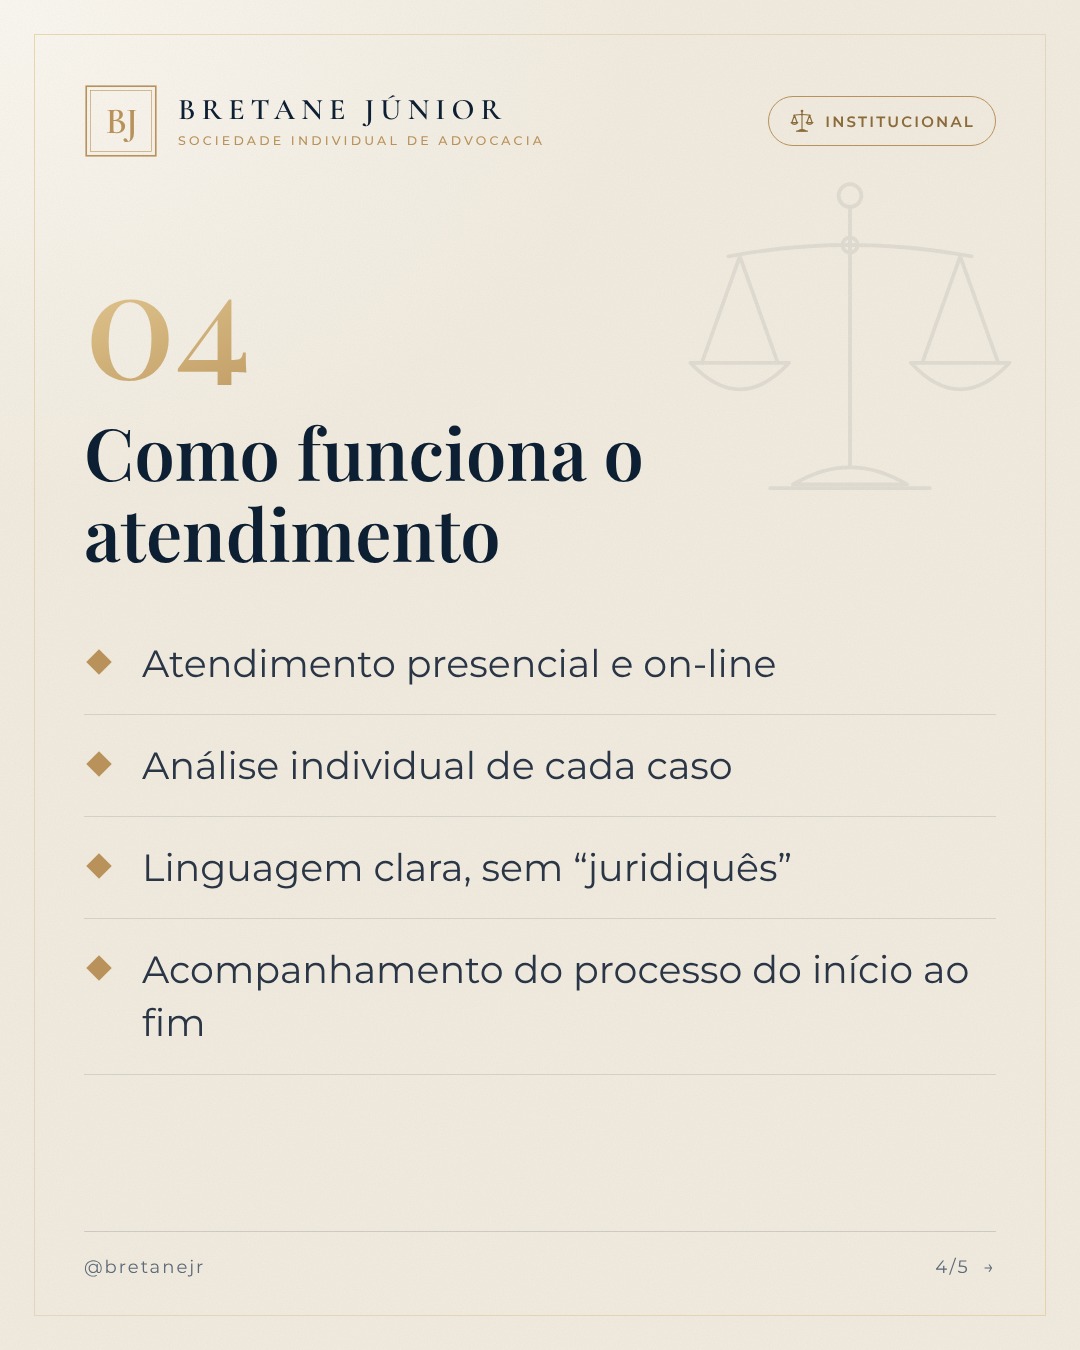 BJ
BRETANE JÚNIOR
SOCIEDADE INDIVIDUAL DE ADVOCACIA
INSTITUCIONAL
04
Como funciona o
atendimento
Atendimento presencial e on-line
Análise individual de cada caso
Linguagem clara, sem “juridiquês”
Acompanhamento do processo do início ao
fim
@bretanejr
4/5 →